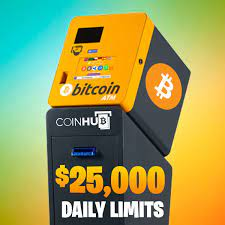 bitcoin
ATM
COINHUB
$25,000
DAILY LIMITS